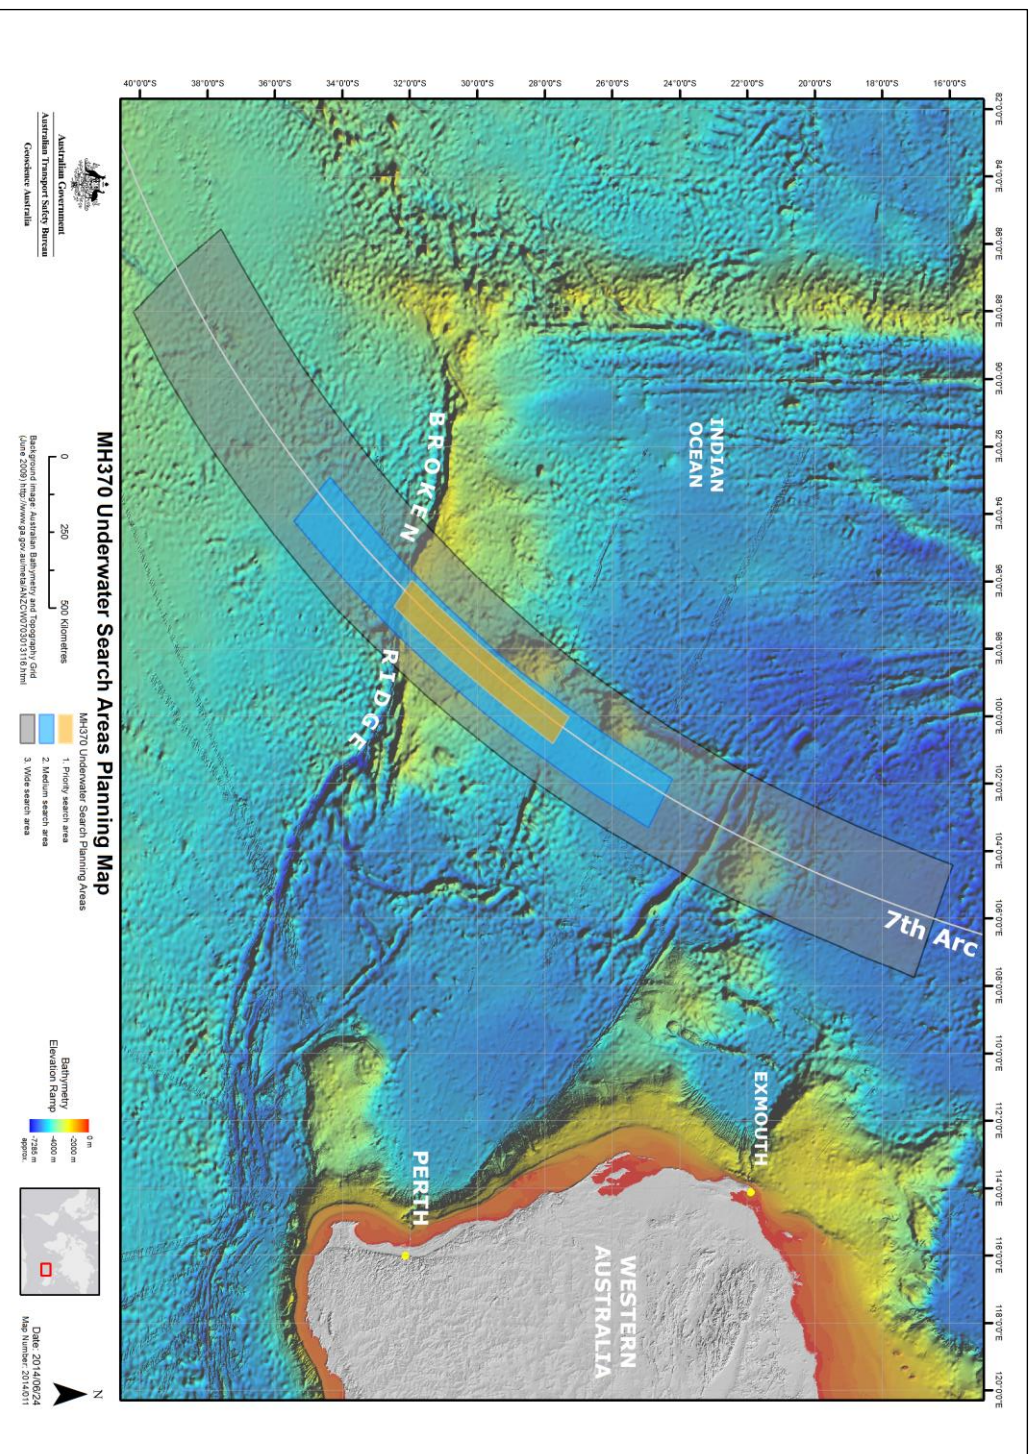 82°0'0"E 84°0'0"E 86°0'0"E 88°0'0"E 90°0'0"E 92°0'0"E 94°0'0"E 96°0'0"E 98°0'0"E 100°0'0"E 102°0'0"E 104°0'0"E 106°0'0"E 108°0'0"E 110°0'0"E 112°0'0"E 114°0'0"E 116°0'0"E 118°0'0"E 120°0'0"E
16°0'0"S
18°0'0"S
20°0'0"S
22°0'0"S
24°0'0"S
26°0'0"S
28°0'0"S
30°0'0"S
32°0'0"S
34°0'0"S
36°0'0"S
38°0'0"S
40°0'0"S
7th Arc
INDIAN
OCEAN
EXMOUTH
WESTERN
AUSTRALIA
BROKEN RIDGE
PERTH
Australian Government
Australian Transport Safety Bureau
Geoscience Australia
MH370 Underwater Search Areas Planning Map
0 250 500 Kilometres
Background image: Australian Bathymetry and Topography Grid
(June 2009) http://www.ga.gov.au/meta/ANZCW0703013116.html
MH370 Underwater Search Planning Areas
1. Priority search area
2. Medium search area
3. Wide search area
Bathymetry
Elevation Ramp
0 m
-2000 m
-4000 m
-7285 m
approx.
N
Date: 2014/06/24
Map Number: 2014/011